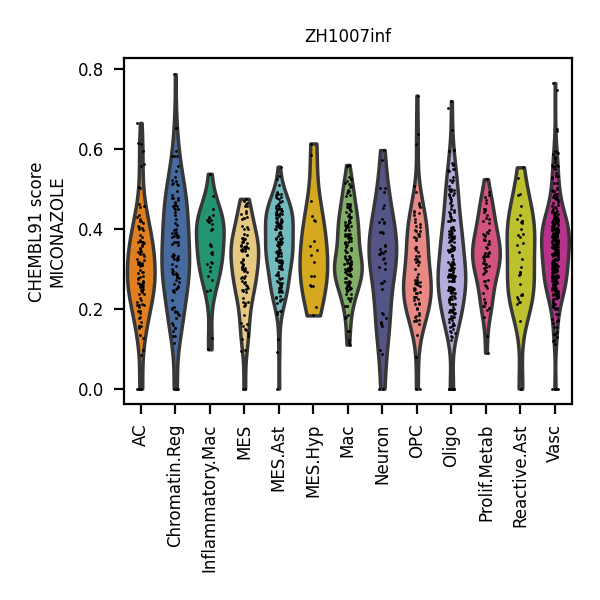 ZH1007inf
CHEMBL91 score
MICONAZOLE
0.8
0.6
0.4
0.2
0.0
AC
Chromatin.Reg
Inflammatory.Mac
MES
MES.Ast
MES.Hyp
Mac
Neuron
OPC
Oligo
Prolif.Metab
Reactive.Ast
Vasc